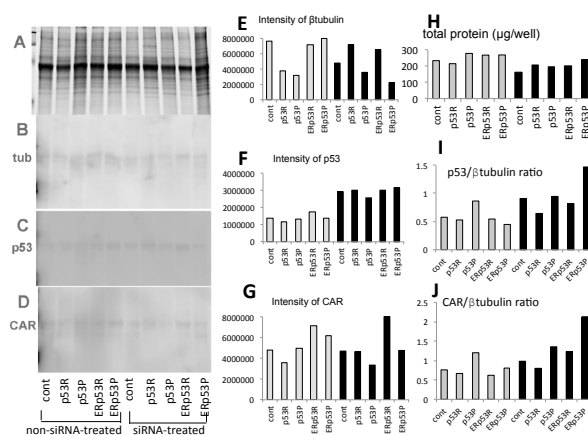 A
B
tub
C
p53
D
CAR
cont
p53R
p53P
ERp53R
ERp53P
cont
p53R
p53P
ERp53R
ERp53P
non-siRNA-treated
siRNA-treated
E
Intensity of βtubulin
10000000
8000000
6000000
4000000
2000000
0
cont
p53R
p53P
ERp53R
ERp53P
cont
p53R
p53P
ERp53R
ERp53P
F
Intensity of p53
4000000
3000000
2000000
1000000
0
cont
p53R
p53P
ERp53R
ERp53P
cont
p53R
p53P
ERp53R
ERp53P
G
Intensity of CAR
8000000
6000000
4000000
2000000
0
cont
p53R
p53P
ERp53R
ERp53P
cont
p53R
p53P
ERp53R
ERp53P
H
total protein (µg/well)
300
200
100
0
cont
p53R
p53P
ERp53R
ERp53P
cont
p53R
p53P
ERp53R
ERp53P
I
p53/βtubulin ratio
1.5
1
0.5
0
cont
p53R
p53P
ERp53R
ERp53P
cont
p53R
p53P
ERp53R
ERp53P
J
CAR/βtubulin ratio
2.5
2
1.5
1
0.5
0
cont
p53R
p53P
ERp53R
ERp53P
cont
p53R
p53P
ERp53R
ERp53P